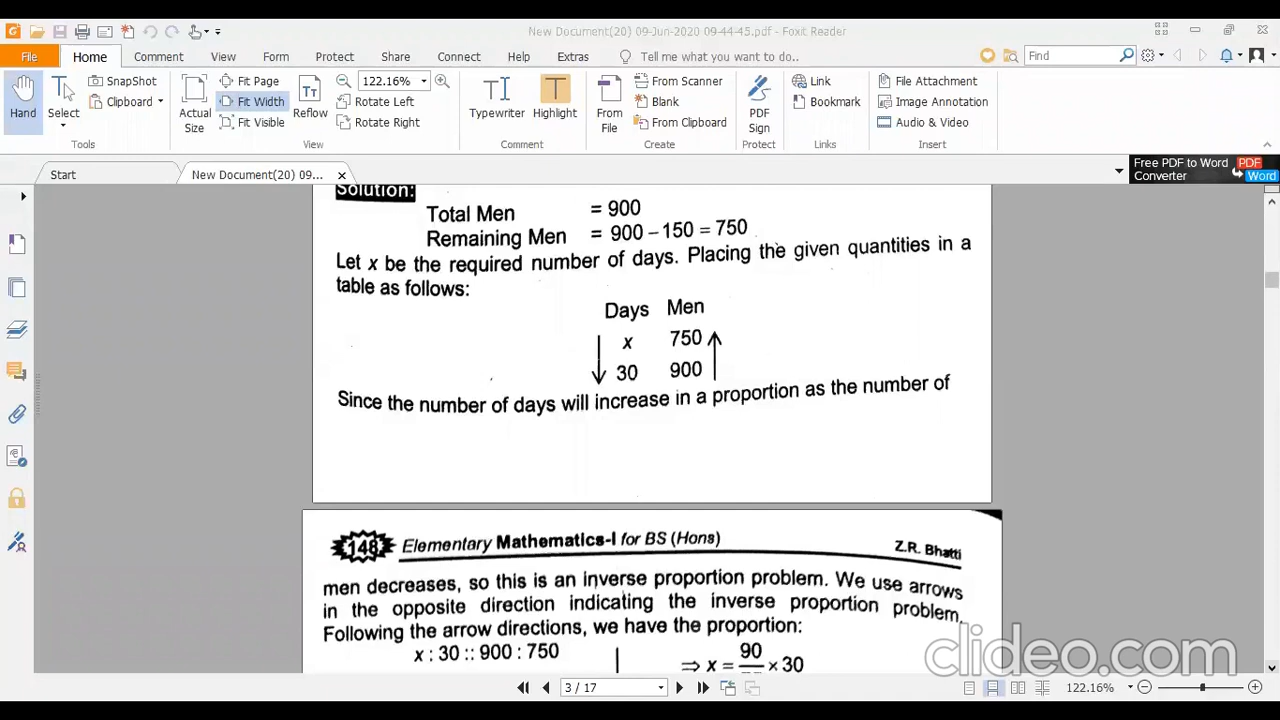 New Document(20) 09-Jun-2020 09-44-45.pdf - Foxit Reader
File Home Comment View Form Protect Share Connect Help Extras Tell me what you want to do.. Find
Hand
Select
SnapShot
Clipboard
Actual Size
Fit Page
Fit Width
Fit Visible
Reflow
122.16%
Rotate Left
Rotate Right
Typewriter
Highlight
From File
From Scanner
Blank
From Clipboard
PDF Sign
Link
Bookmark
File Attachment
Image Annotation
Audio & Video
Tools View Comment Create Protect Links Insert
Start New Document(20) 09...
Free PDF to Word PDF
Converter Word
Solution:
Total Men = 900
Remaining Men = 900 – 150 = 750
Let x be the required number of days. Placing the given quantities in a
table as follows:
Days Men
x 750
30 900
Since the number of days will increase in a proportion as the number of
148 Elementary Mathematics-I for BS (Hons) Z.R. Bhatti
men decreases, so this is an inverse proportion problem. We use arrows
in the opposite direction indicating the inverse proportion problem.
Following the arrow directions, we have the proportion:
x : 30 :: 900 : 750
⇒ x = 90 × 30
clideo.com
3 / 17 122.16%